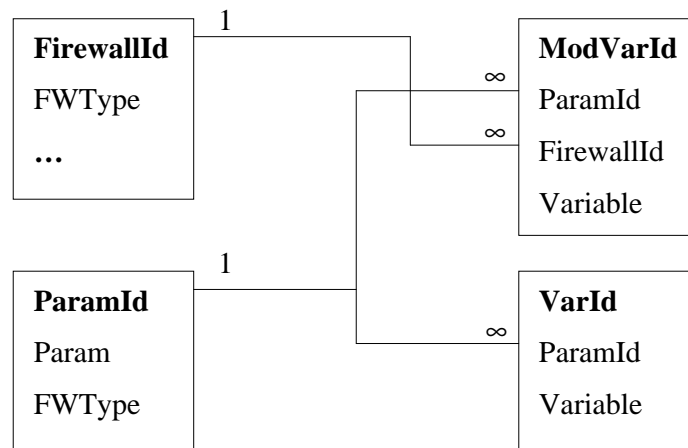 FirewallId
FWType
...
1
∞
∞
ModVarId
ParamId
FirewallId
Variable
ParamId
Param
FWType
1
∞
VarId
ParamId
Variable